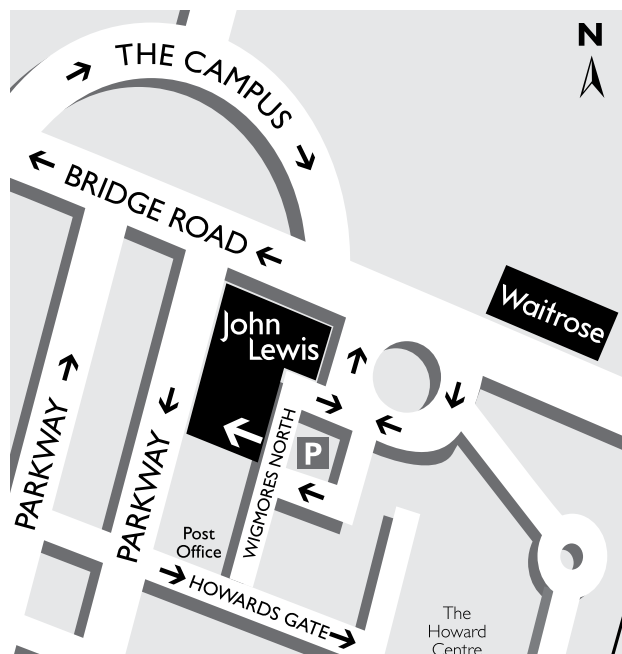 N
THE CAMPUS
BRIDGE ROAD
Waitrose
John
Lewis
PARKWAY
PARKWAY
WIGMORES NORTH
P
Post
Office
HOWARDS GATE
The
Howard
Centre